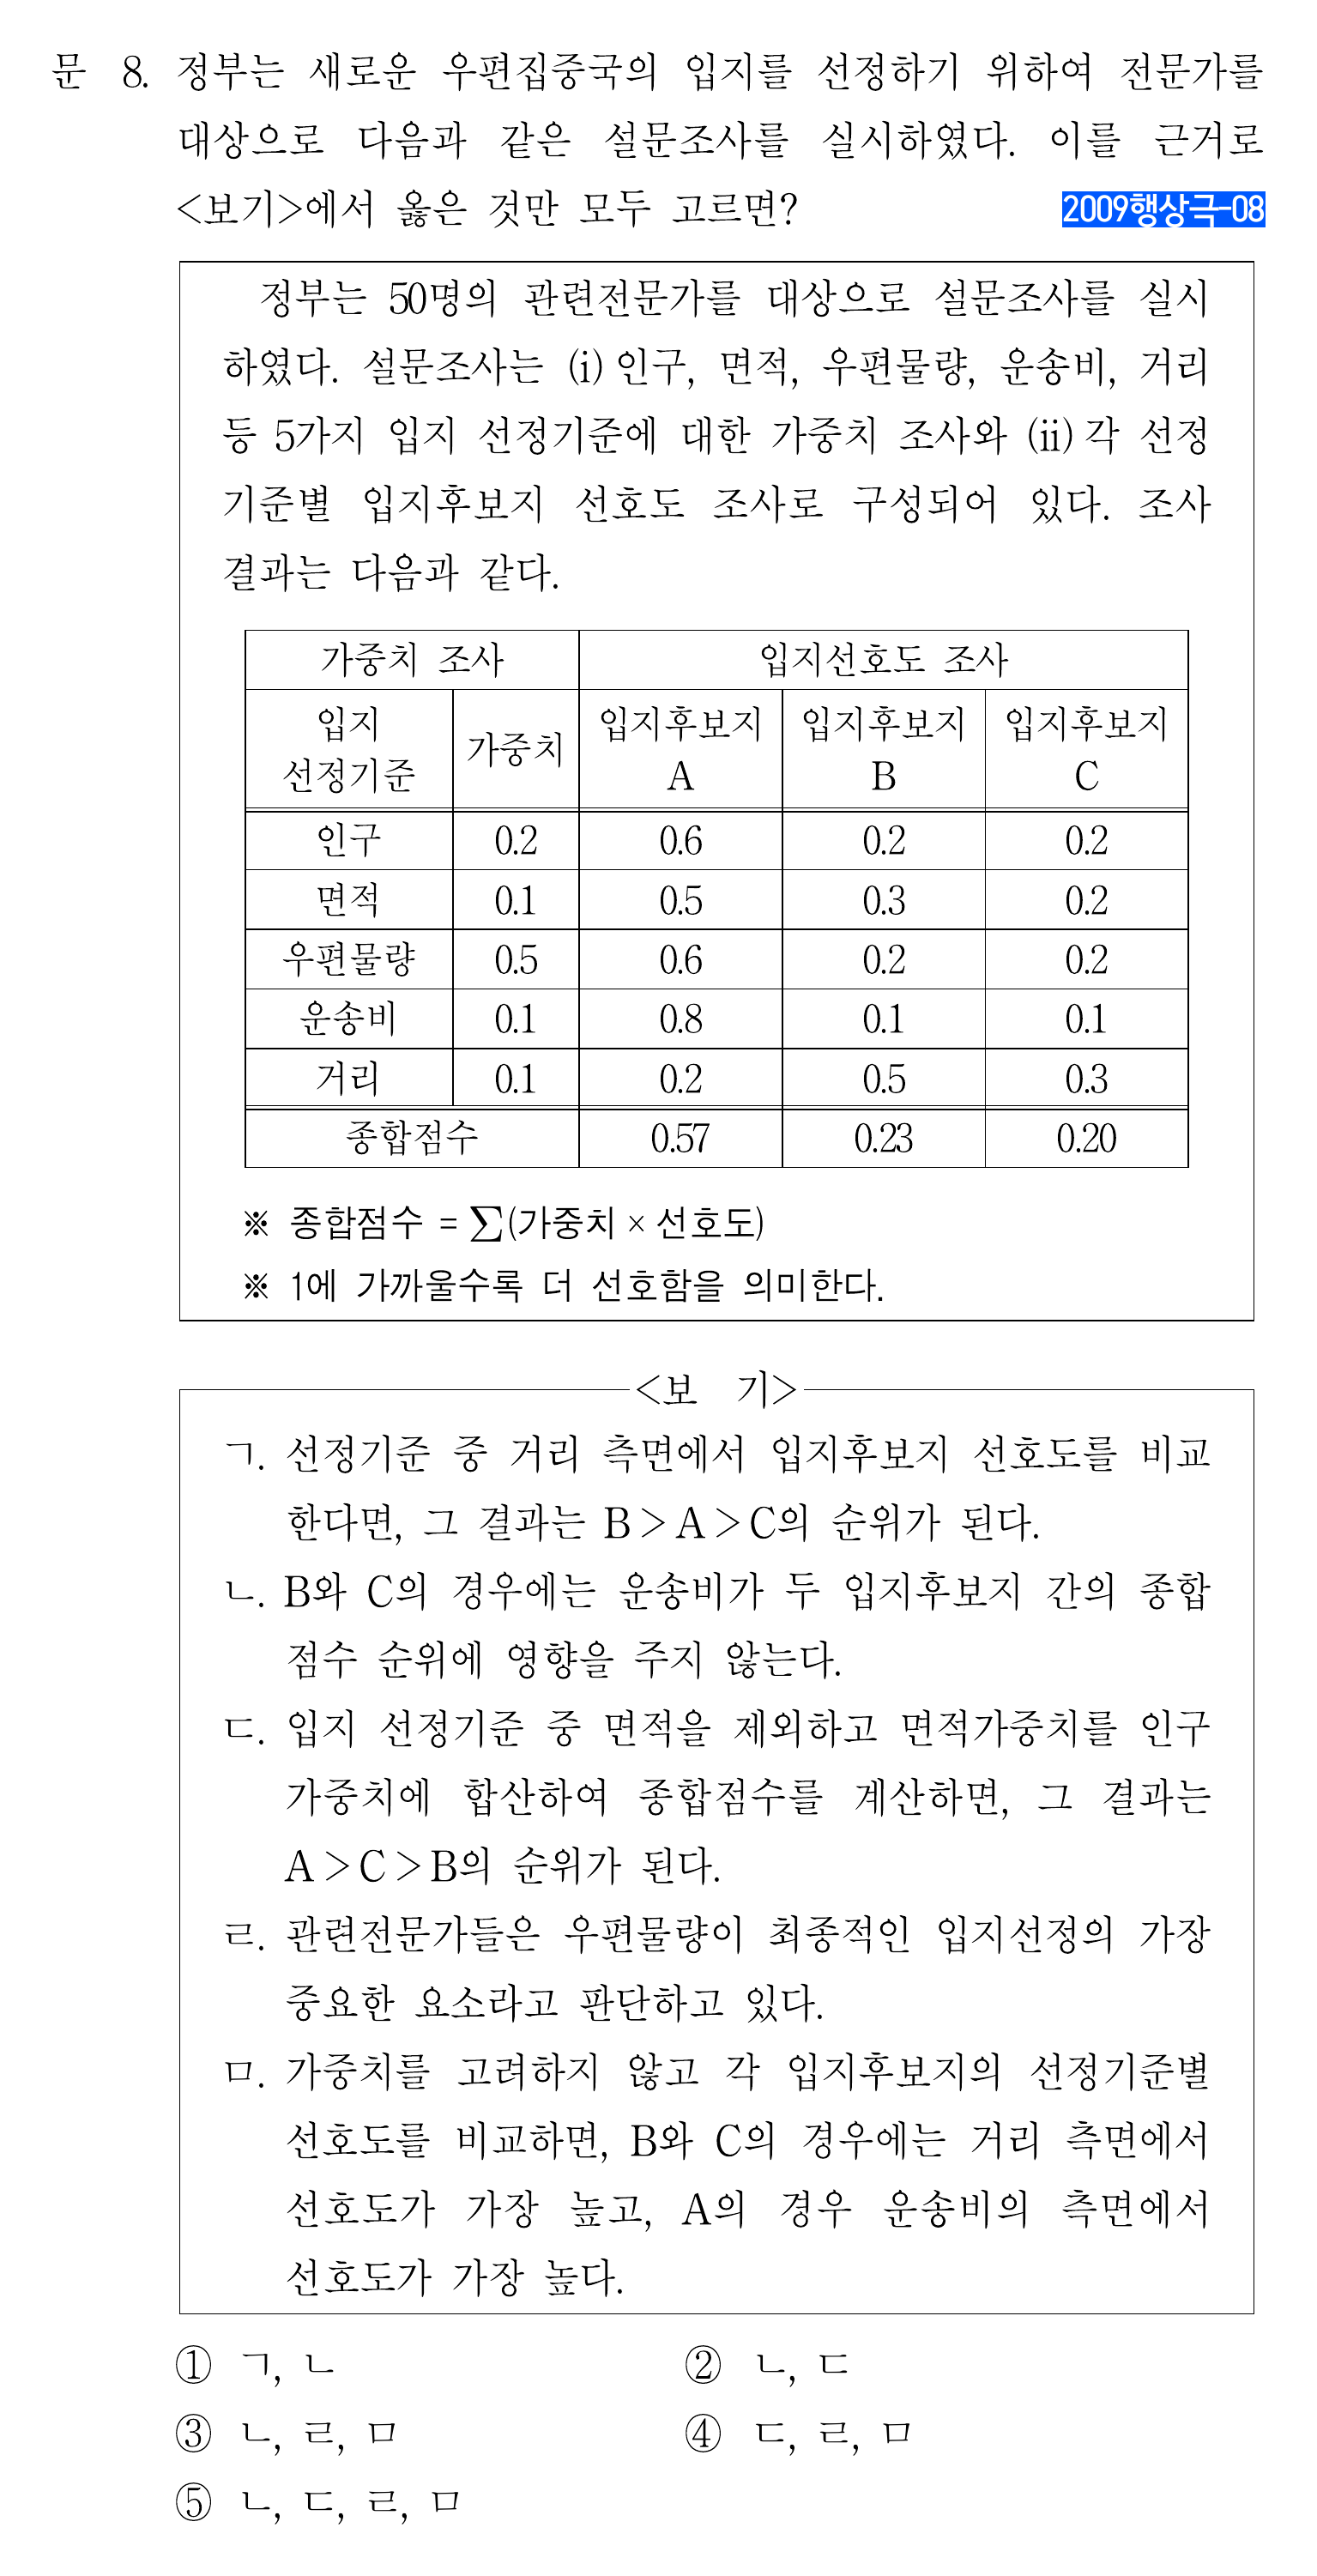 문 8. 정부는 새로운 우편집중국의 입지를 선정하기 위하여 전문가를
대상으로 다음과 같은 설문조사를 실시하였다. 이를 근거로
<보기>에서 옳은 것만 모두 고르면? 2009행상극-08
정부는 50명의 관련전문가를 대상으로 설문조사를 실시
하였다. 설문조사는 (i) 인구, 면적, 우편물량, 운송비, 거리
등 5가지 입지 선정기준에 대한 가중치 조사와 (ii) 각 선정
기준별 입지후보지 선호도 조사로 구성되어 있다. 조사
결과는 다음과 같다.
가중치 조사 입지선호도 조사
입지 선정기준 가중치 입지후보지 A 입지후보지 B 입지후보지 C
인구 0.2 0.6 0.2 0.2
면적 0.1 0.5 0.3 0.2
우편물량 0.5 0.6 0.2 0.2
운송비 0.1 0.8 0.1 0.1
거리 0.1 0.2 0.5 0.3
종합점수 0.57 0.23 0.20
※ 종합점수 = ∑(가중치 × 선호도)
※ 1에 가까울수록 더 선호함을 의미한다.
<보 기>
ㄱ. 선정기준 중 거리 측면에서 입지후보지 선호도를 비교
한다면, 그 결과는 B > A > C의 순위가 된다.
ㄴ. B와 C의 경우에는 운송비가 두 입지후보지 간의 종합
점수 순위에 영향을 주지 않는다.
ㄷ. 입지 선정기준 중 면적을 제외하고 면적가중치를 인구
가중치에 합산하여 종합점수를 계산하면, 그 결과는
A > C > B의 순위가 된다.
ㄹ. 관련전문가들은 우편물량이 최종적인 입지선정의 가장
중요한 요소라고 판단하고 있다.
ㅁ. 가중치를 고려하지 않고 각 입지후보지의 선정기준별
선호도를 비교하면, B와 C의 경우에는 거리 측면에서
선호도가 가장 높고, A의 경우 운송비의 측면에서
선호도가 가장 높다.
① ㄱ, ㄴ ② ㄴ, ㄷ
③ ㄴ, ㄹ, ㅁ ④ ㄷ, ㄹ, ㅁ
⑤ ㄴ, ㄷ, ㄹ, ㅁ